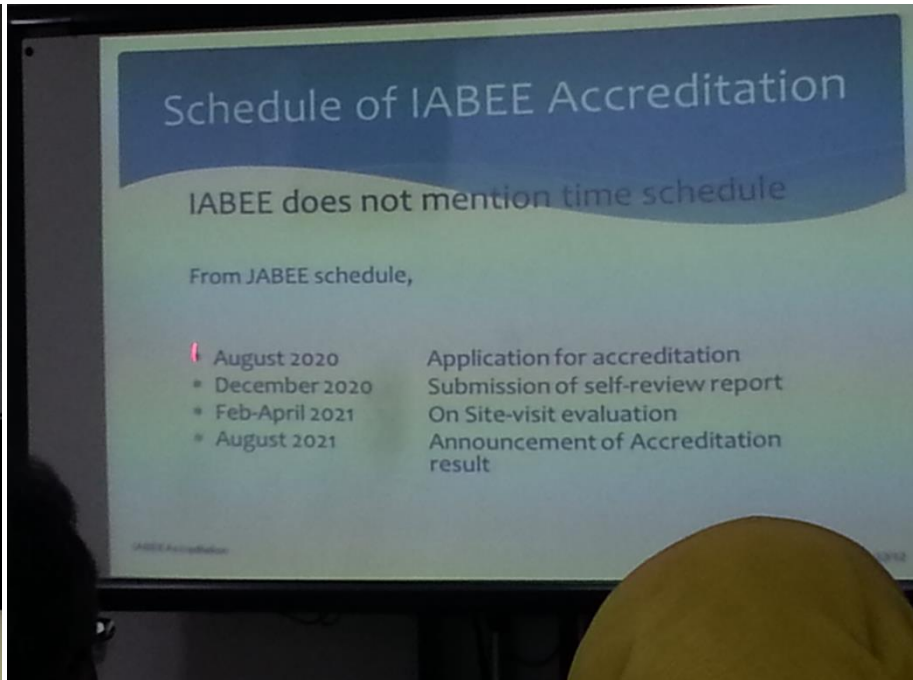 Schedule of IABEE Accreditation
IABEE does not mention time schedule
From JABEE schedule,
August 2020 Application for accreditation
December 2020 Submission of self-review report
Feb-April 2021 On Site-visit evaluation
August 2021 Announcement of Accreditation
result
IABEE Accreditation